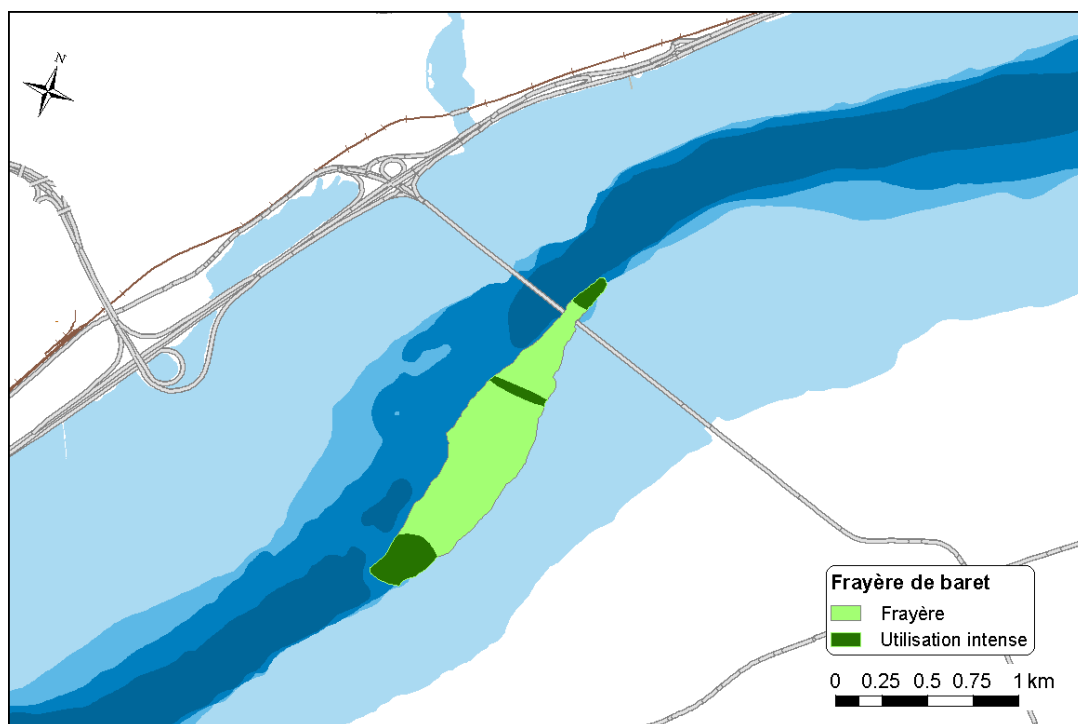 N
Frayère de baret
Frayère
Utilisation intense
0 0.25 0.5 0.75 1 km